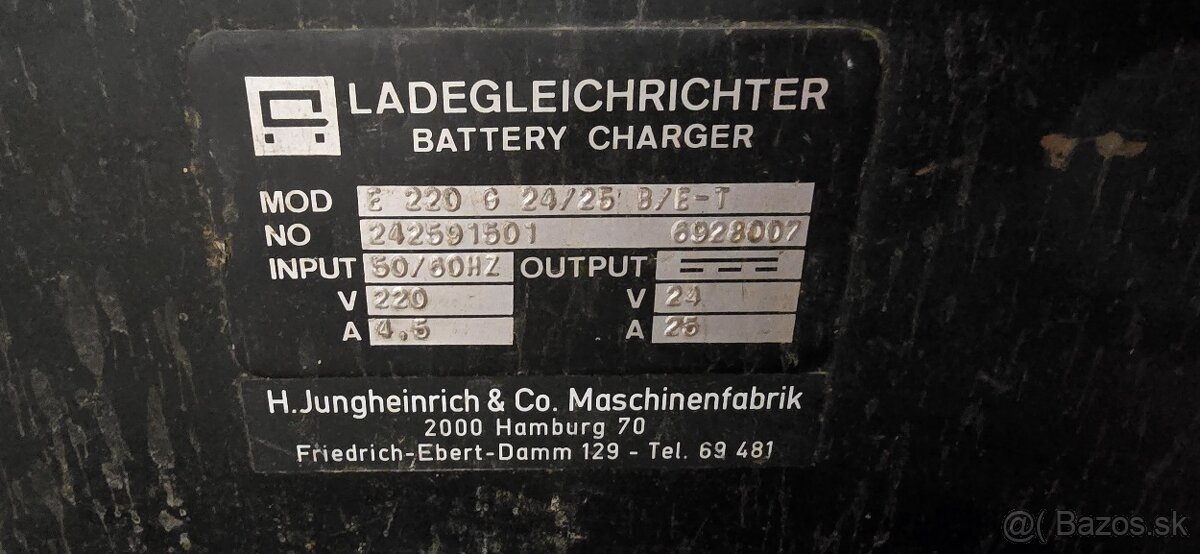 LADEGLEICHRICHTER
BATTERY CHARGER
MOD E 220 G 24/25 B/E-T
NO 242591501 6928007
INPUT 50/60HZ OUTPUT
V 220 V 24
A 4,5 A 25
H.Jungheinrich & Co. Maschinenfabrik
2000 Hamburg 70
Friedrich-Ebert-Damm 129 - Tel. 69 481
@( Bazos.sk